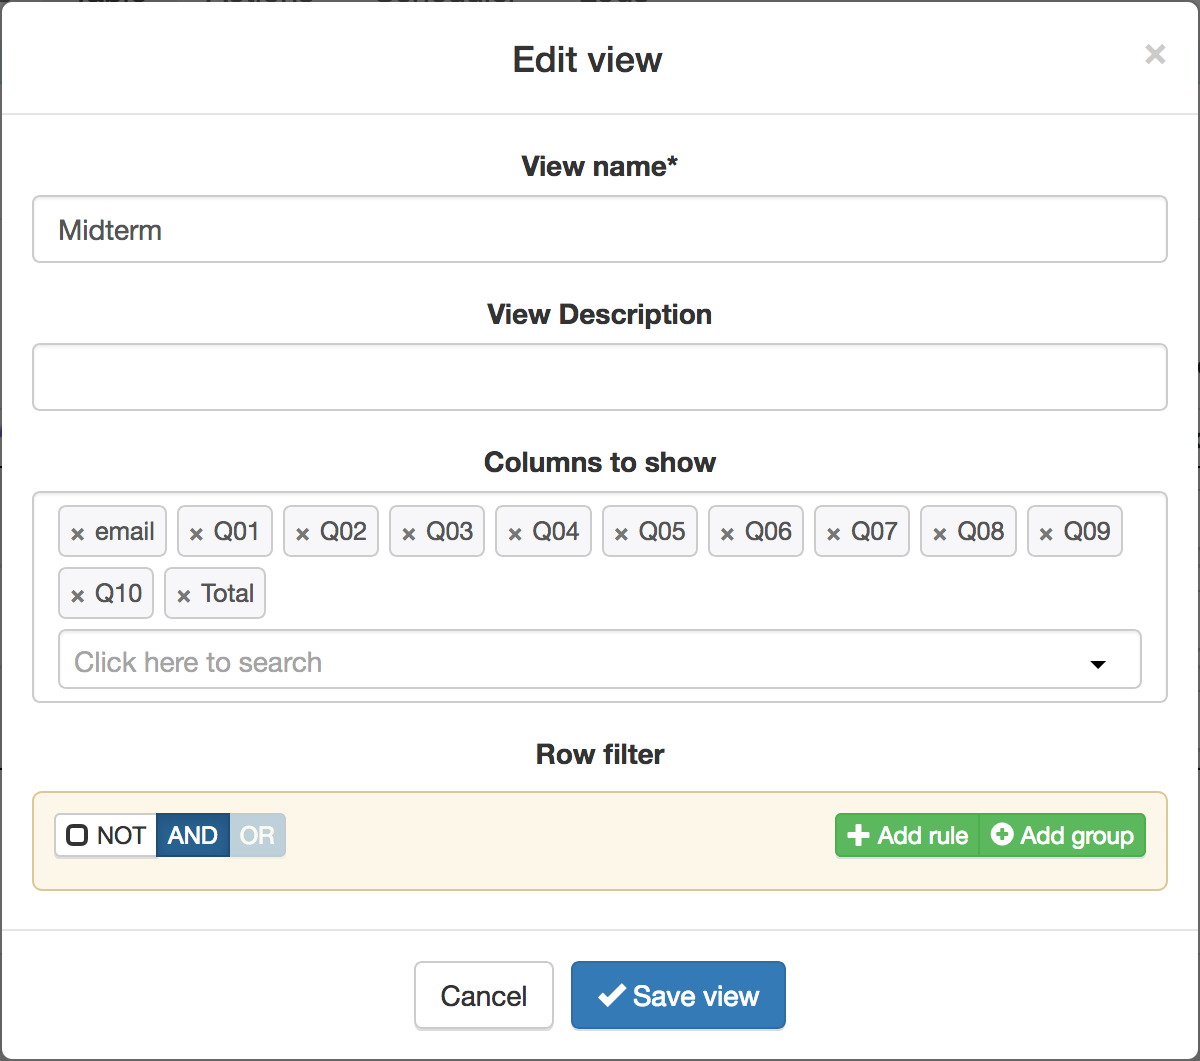 Edit view
×
View name*
Midterm
View Description
Columns to show
× email × Q01 × Q02 × Q03 × Q04 × Q05 × Q06 × Q07 × Q08 × Q09
× Q10 × Total
Click here to search
Row filter
NOT AND OR Add rule Add group
Cancel Save view